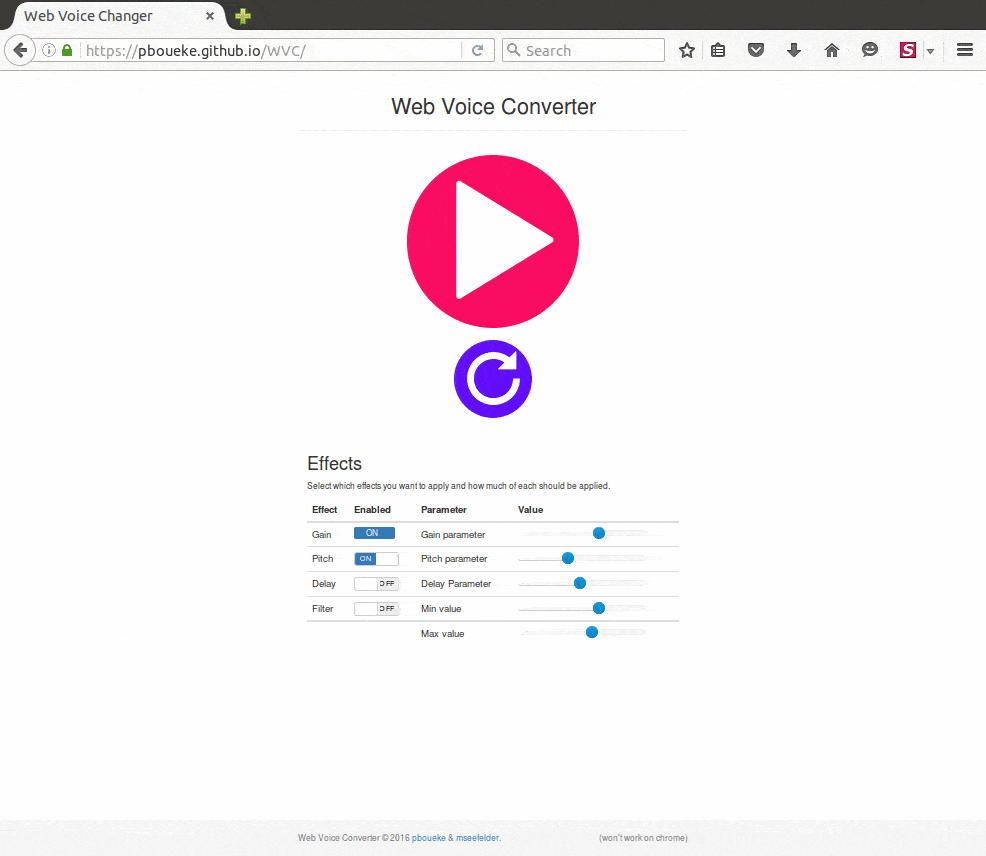 Web Voice Changer
https://pboueke.github.io/WVC/
Search
S
Web Voice Converter
Effects
Select which effects you want to apply and how much of each should be applied.
Effect Enabled Parameter Value
Gain ON Gain parameter
Pitch ON Pitch parameter
Delay OFF Delay Parameter
Filter OFF Min value
Max value
Web Voice Converter © 2016 pboueke & mseefelder. (won't work on chrome)